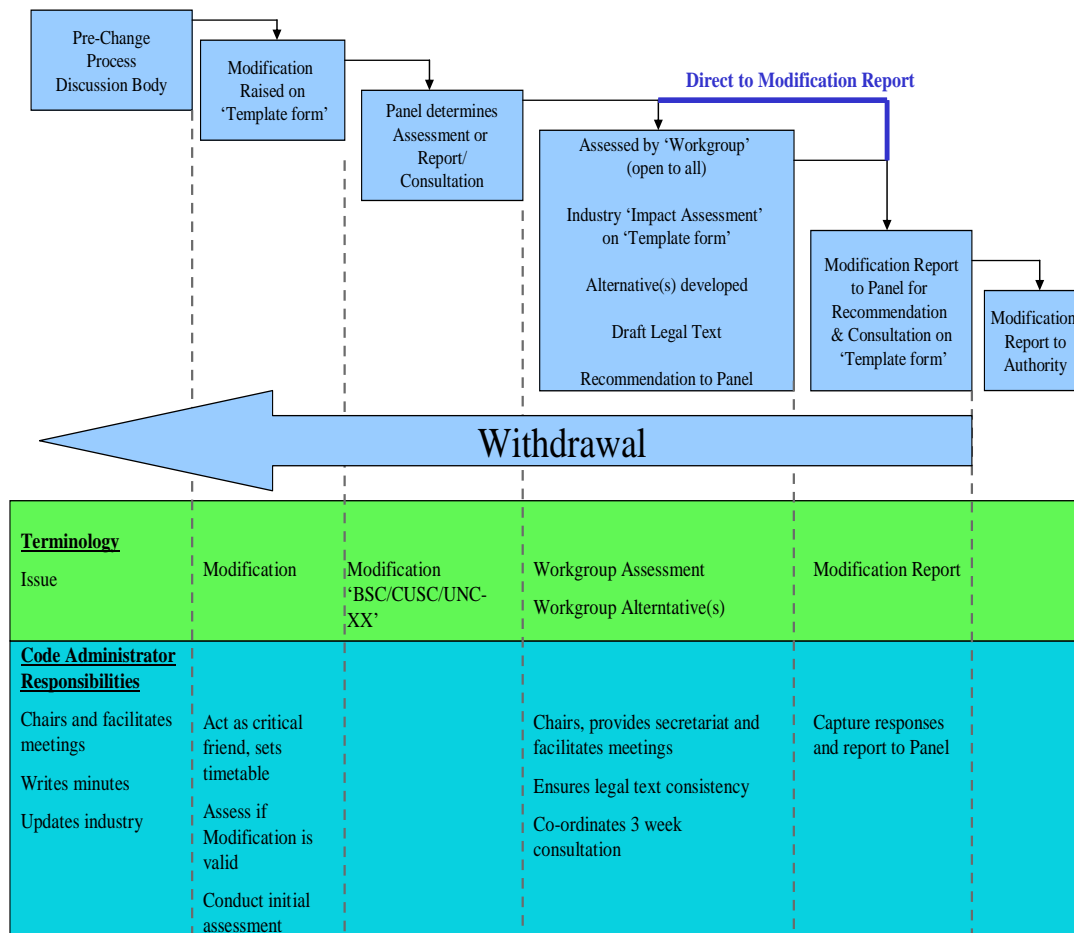 Pre-Change
Process
Discussion Body
Modification
Raised on
‘Template form’
Panel determines
Assessment or
Report/
Consultation
Direct to Modification Report
Assessed by ‘Workgroup’
(open to all)
Industry ‘Impact Assessment’
on ‘Template form’
Alternative(s) developed
Draft Legal Text
Recommendation to Panel
Modification Report
to Panel for
Recommendation
& Consultation on
‘Template form’
Modification
Report to
Authority
Withdrawal
Terminology
Issue
Modification
Modification
‘BSC/CUSC/UNC-
XX’
Workgroup Assessment
Workgroup Alterntative(s)
Modification Report
Code Administrator
Responsibilities
Chairs and facilitates
meetings
Writes minutes
Updates industry
Act as critical
friend, sets
timetable
Assess if
Modification is
valid
Conduct initial
assessment
Chairs, provides secretariat and
facilitates meetings
Ensures legal text consistency
Co-ordinates 3 week
consultation
Capture responses
and report to Panel